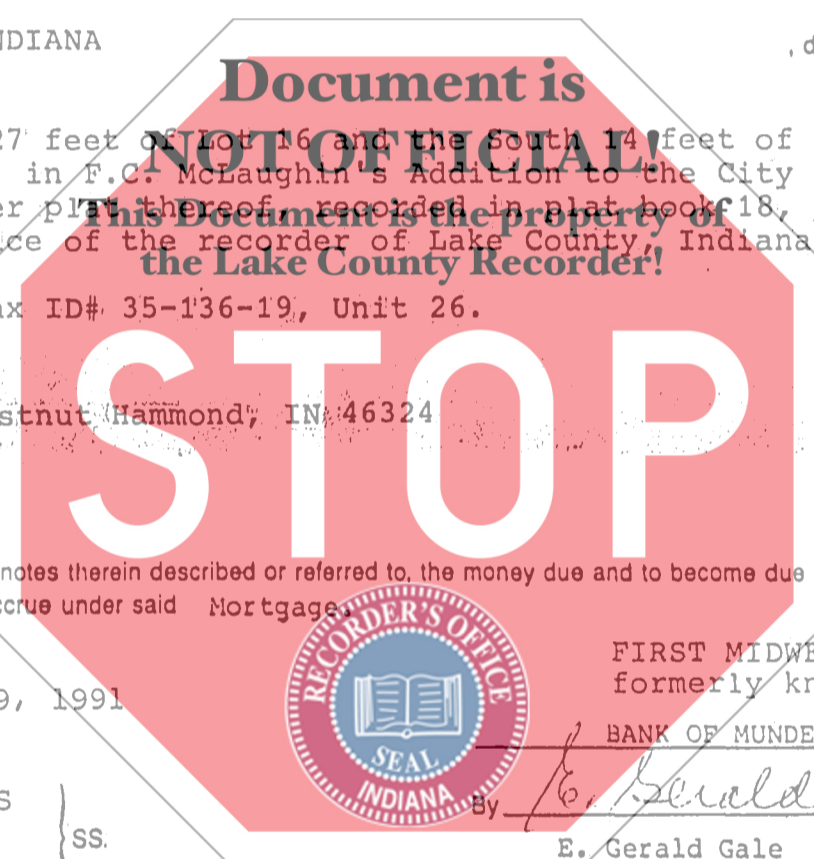 NDIANA , d
Document is
27 feet of Lot 16 and the South 14 feet of
NOT OFFICIAL!
in F.C. McLaughin's Addition to the City
er plat thereof, recorded in plat book 18,
This Document is the property of
ce of the recorder of Lake County, Indiana
the Lake County Recorder!
ax ID# 35-136-19, Unit 26.
STOP
stnut Hammond, IN 46324
notes therein described or referred to, the money due and to become due
ccrue under said Mortgage.
RECORDER'S OFFICE
SEAL
INDIANA
FIRST MIDWE
formerly kn
9, 1991
BANK OF MUNDE
By E. Gerald
S
SS.
E. Gerald Gale